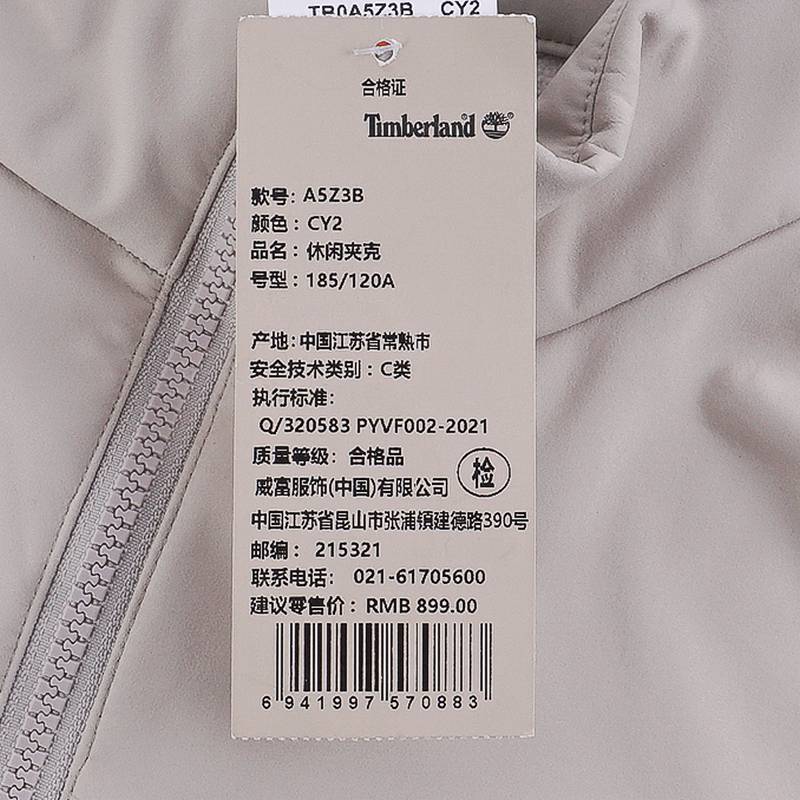 TB0A5Z3B CY2
合格证
Timberland
款号: A5Z3B
颜色: CY2
品名: 休闲夹克
号型: 185/120A
产地: 中国江苏省常熟市
安全技术类别: C类
执行标准:
Q/320583 PYVF002-2021
质量等级: 合格品
检
威富服饰(中国)有限公司
中国江苏省昆山市张浦镇建德路390号
邮编: 215321
联系电话: 021-61705600
建议零售价: RMB 899.00
6 941997 570883